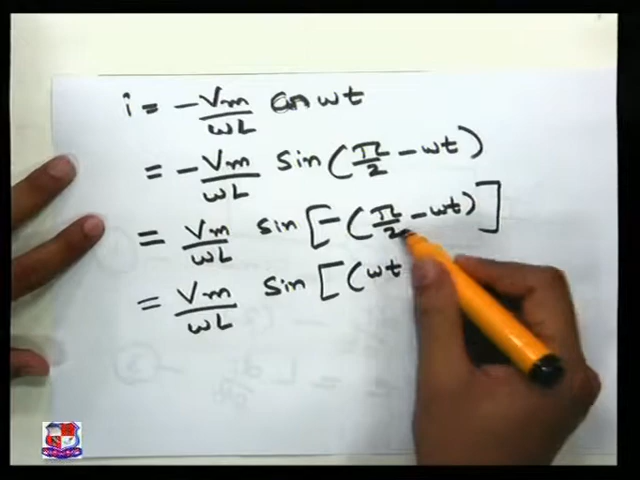 i = - Vm/ωL cos ωt
= - Vm/ωL sin (π/2 - ωt)
= Vm/ωL sin [-(π/2 - ωt)]
= Vm/ωL sin [(ωt